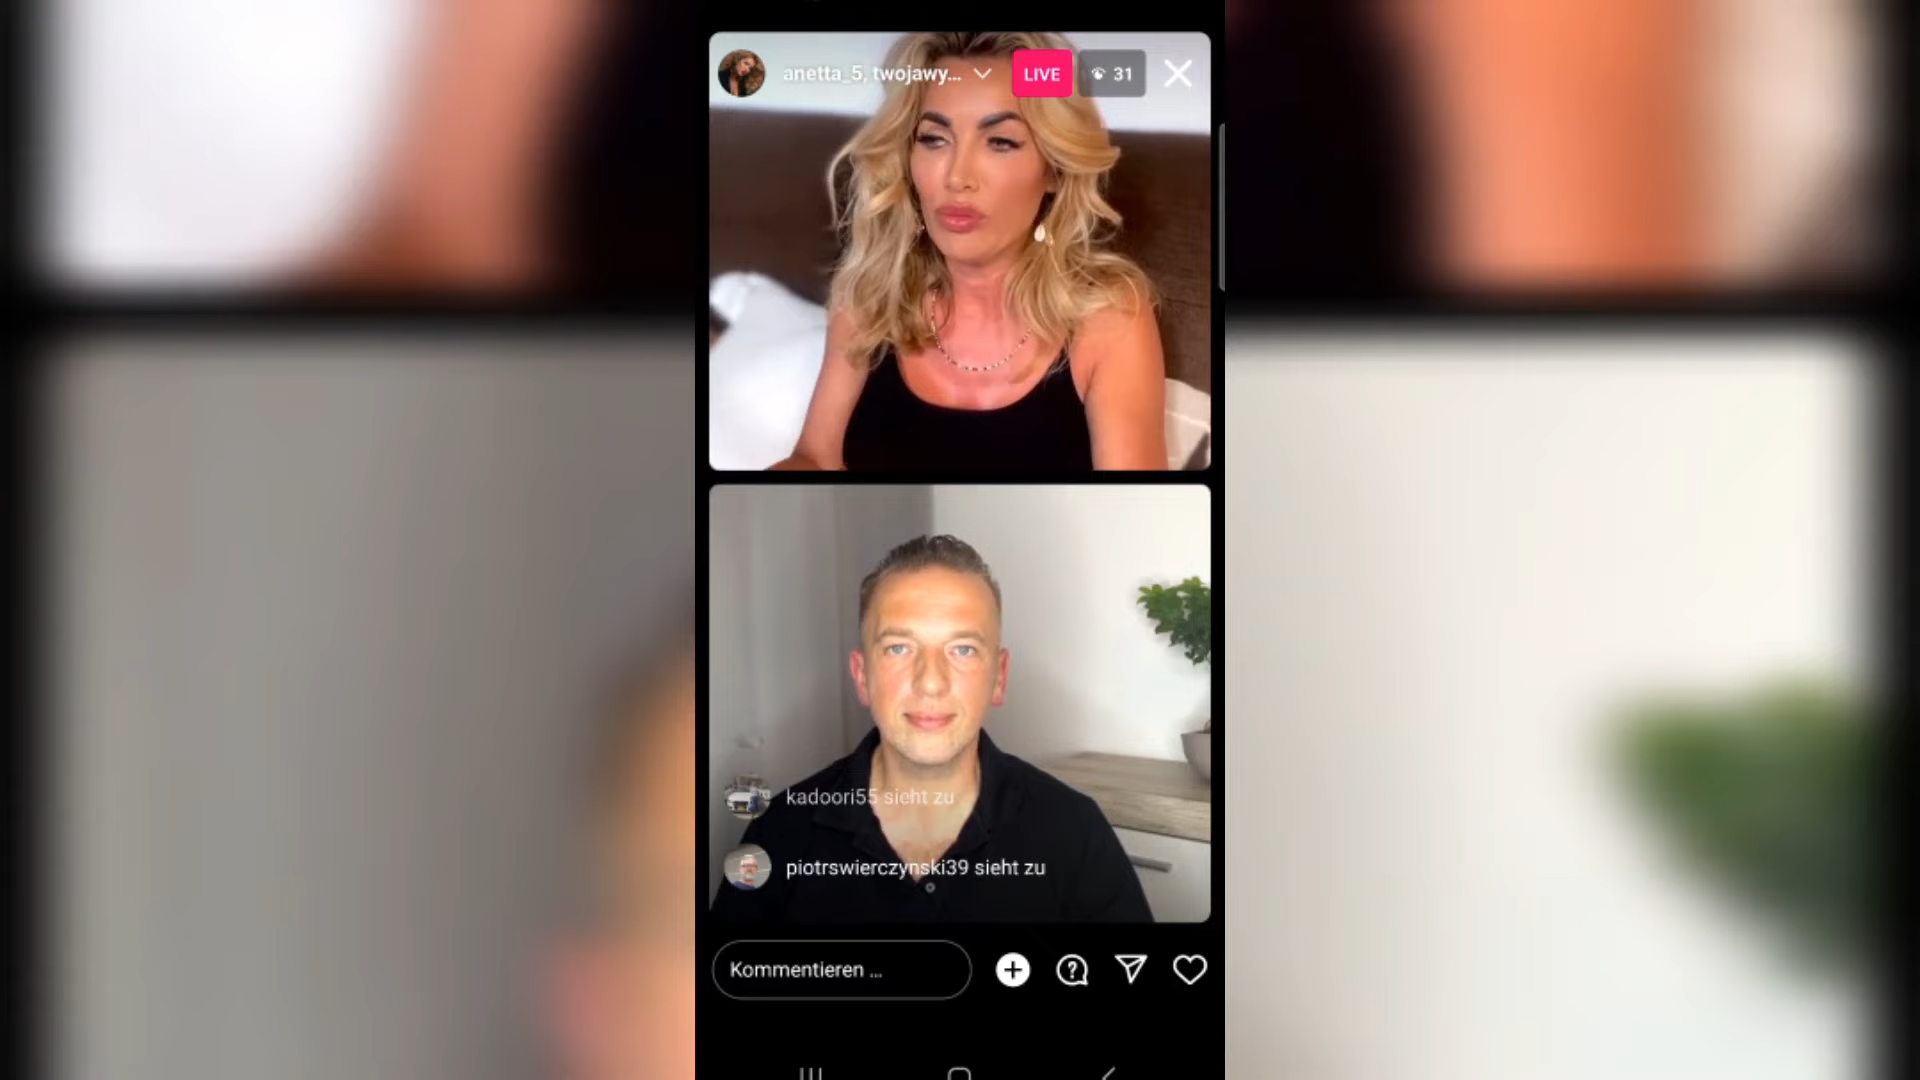 anetta_5, twojawy...
LIVE
31
kadoori55 sieht zu
piotrswierczynski39 sieht zu
Kommentieren ...